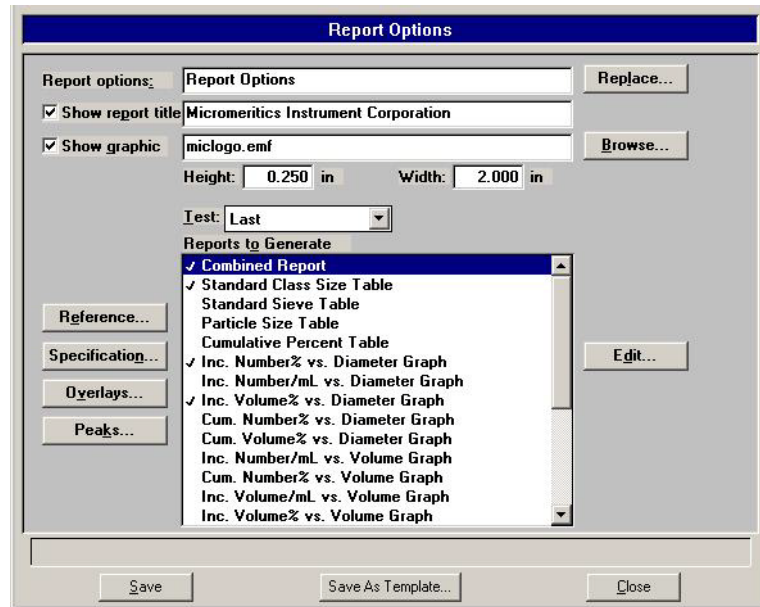 Report Options
Report options: Report Options Replace...
Show report title Micromeritics Instrument Corporation
Show graphic miclogo.emf Browse...
Height: 0.250 in Width: 2.000 in
Test: Last
Reports to Generate
Combined Report
Standard Class Size Table
Standard Sieve Table
Reference...
Particle Size Table
Cumulative Percent Table
Specification...
Inc. Number% vs. Diameter Graph
Edit...
Inc. Number/mL vs. Diameter Graph
Overlays...
Inc. Volume% vs. Diameter Graph
Cum. Number% vs. Diameter Graph
Peaks...
Cum. Volume% vs. Diameter Graph
Inc. Number/mL vs. Volume Graph
Cum. Number% vs. Volume Graph
Inc. Volume/mL vs. Volume Graph
Inc. Volume% vs. Volume Graph
Save Save As Template... Close